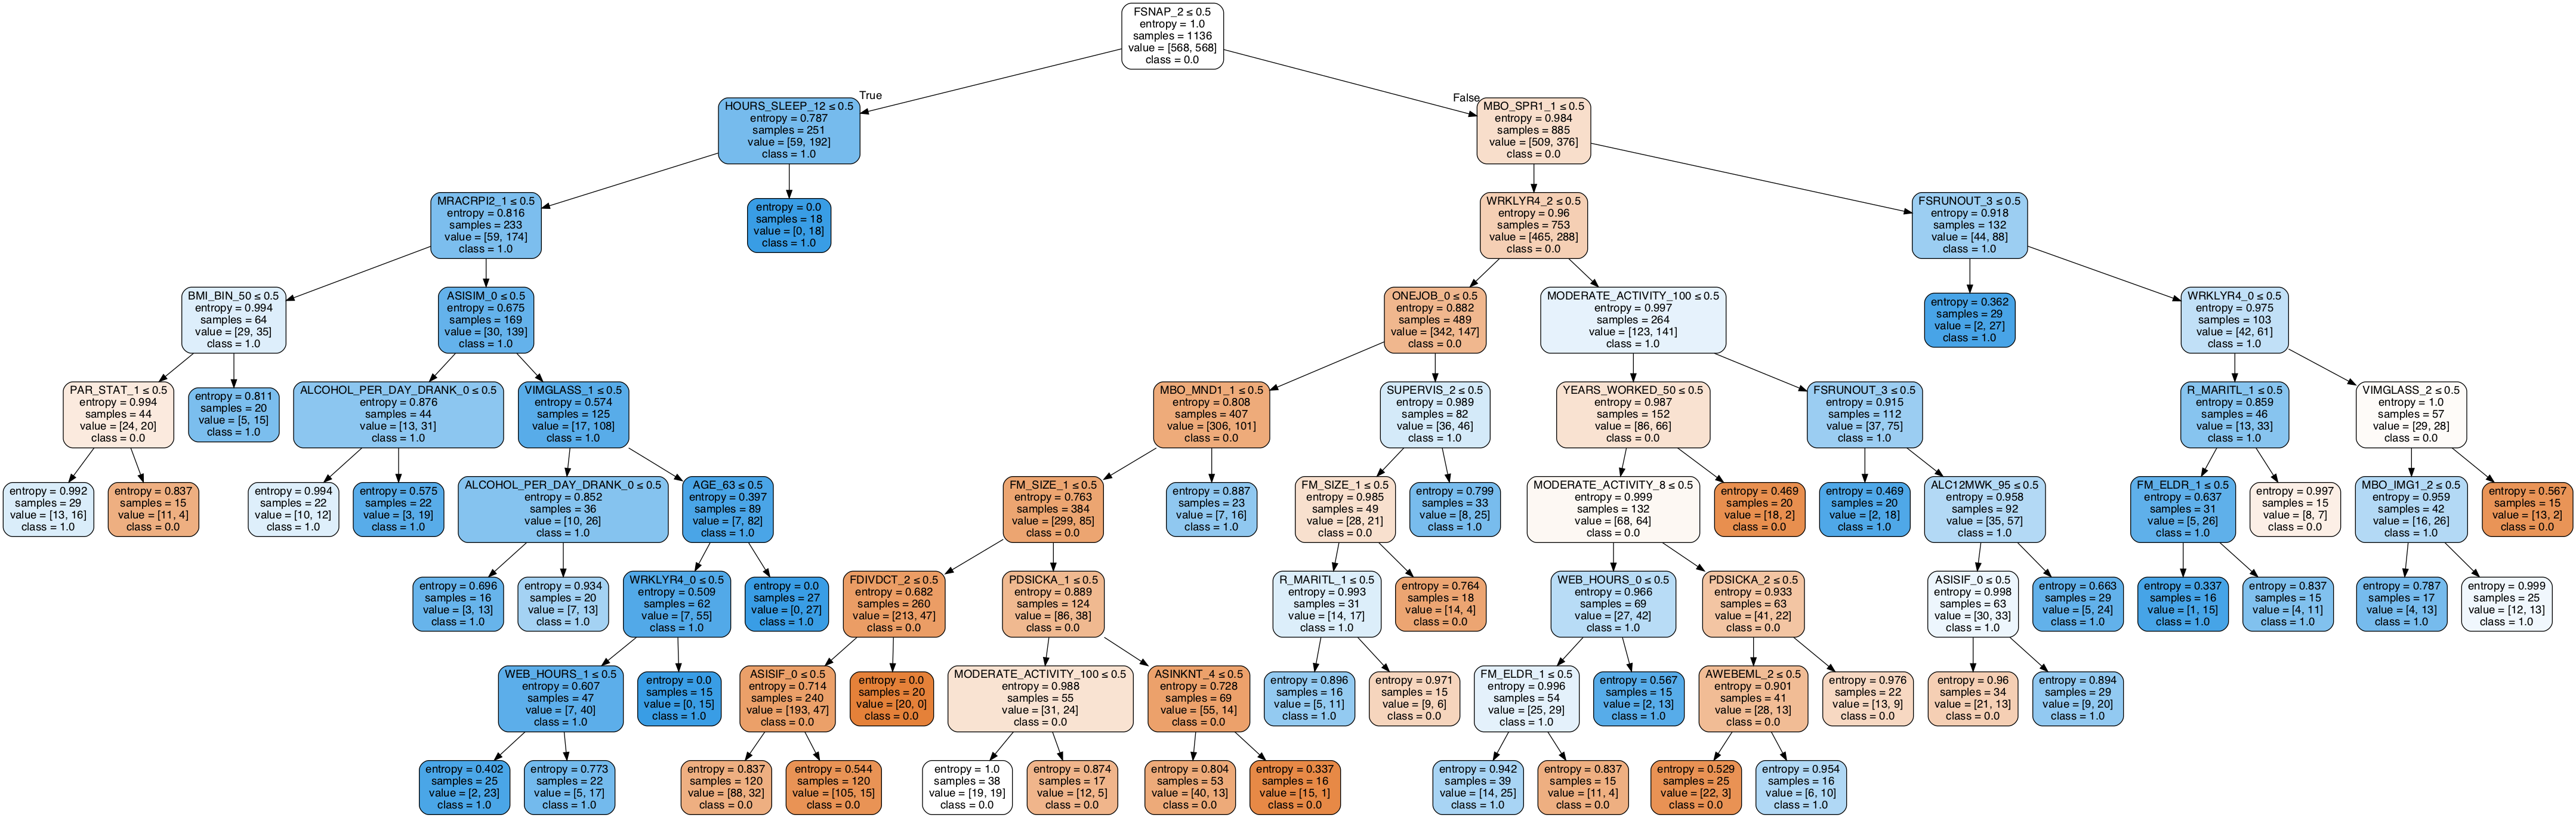 FSNAP_2 ≤ 0.5
entropy = 1.0
samples = 1136
value = [568, 568]
class = 0.0
True
False
HOURS_SLEEP_12 ≤ 0.5
entropy = 0.787
samples = 251
value = [59, 192]
class = 1.0
MBO_SPR1_1 ≤ 0.5
entropy = 0.984
samples = 885
value = [509, 376]
class = 0.0
MRACRPI2_1 ≤ 0.5
entropy = 0.816
samples = 233
value = [59, 174]
class = 1.0
entropy = 0.0
samples = 18
value = [0, 18]
class = 1.0
WRKLYR4_2 ≤ 0.5
entropy = 0.96
samples = 753
value = [465, 288]
class = 0.0
FSRUNOUT_3 ≤ 0.5
entropy = 0.918
samples = 132
value = [44, 88]
class = 1.0
BMI_BIN_50 ≤ 0.5
entropy = 0.994
samples = 64
value = [29, 35]
class = 1.0
ASISIM_0 ≤ 0.5
entropy = 0.675
samples = 169
value = [30, 139]
class = 1.0
ONEJOB_0 ≤ 0.5
entropy = 0.882
samples = 489
value = [342, 147]
class = 0.0
MODERATE_ACTIVITY_100 ≤ 0.5
entropy = 0.997
samples = 264
value = [123, 141]
class = 1.0
entropy = 0.362
samples = 29
value = [2, 27]
class = 1.0
WRKLYR4_0 ≤ 0.5
entropy = 0.975
samples = 103
value = [42, 61]
class = 1.0
PAR_STAT_1 ≤ 0.5
entropy = 0.994
samples = 44
value = [24, 20]
class = 0.0
entropy = 0.811
samples = 20
value = [5, 15]
class = 1.0
ALCOHOL_PER_DAY_DRANK_0 ≤ 0.5
entropy = 0.876
samples = 44
value = [13, 31]
class = 1.0
VIMGLASS_1 ≤ 0.5
entropy = 0.574
samples = 125
value = [17, 108]
class = 1.0
MBO_MND1_1 ≤ 0.5
entropy = 0.808
samples = 407
value = [306, 101]
class = 0.0
SUPERVIS_2 ≤ 0.5
entropy = 0.989
samples = 82
value = [36, 46]
class = 1.0
YEARS_WORKED_50 ≤ 0.5
entropy = 0.987
samples = 152
value = [86, 66]
class = 0.0
FSRUNOUT_3 ≤ 0.5
entropy = 0.915
samples = 112
value = [37, 75]
class = 1.0
R_MARITL_1 ≤ 0.5
entropy = 0.859
samples = 46
value = [13, 33]
class = 1.0
VIMGLASS_2 ≤ 0.5
entropy = 1.0
samples = 57
value = [29, 28]
class = 0.0
entropy = 0.992
samples = 29
value = [13, 16]
class = 1.0
entropy = 0.837
samples = 15
value = [11, 4]
class = 0.0
entropy = 0.994
samples = 22
value = [10, 12]
class = 1.0
entropy = 0.575
samples = 22
value = [3, 19]
class = 1.0
ALCOHOL_PER_DAY_DRANK_0 ≤ 0.5
entropy = 0.852
samples = 36
value = [10, 26]
class = 1.0
AGE_63 ≤ 0.5
entropy = 0.397
samples = 89
value = [7, 82]
class = 1.0
FM_SIZE_1 ≤ 0.5
entropy = 0.763
samples = 384
value = [299, 85]
class = 0.0
entropy = 0.887
samples = 23
value = [7, 16]
class = 1.0
FM_SIZE_1 ≤ 0.5
entropy = 0.985
samples = 49
value = [28, 21]
class = 0.0
entropy = 0.799
samples = 33
value = [8, 25]
class = 1.0
MODERATE_ACTIVITY_8 ≤ 0.5
entropy = 0.999
samples = 132
value = [68, 64]
class = 0.0
entropy = 0.469
samples = 20
value = [18, 2]
class = 0.0
entropy = 0.469
samples = 20
value = [2, 18]
class = 1.0
ALC12MWK_95 ≤ 0.5
entropy = 0.958
samples = 92
value = [35, 57]
class = 1.0
FM_ELDR_1 ≤ 0.5
entropy = 0.637
samples = 31
value = [5, 26]
class = 1.0
entropy = 0.997
samples = 15
value = [8, 7]
class = 0.0
MBO_IMG1_2 ≤ 0.5
entropy = 0.959
samples = 42
value = [16, 26]
class = 1.0
entropy = 0.567
samples = 15
value = [13, 2]
class = 0.0
entropy = 0.696
samples = 16
value = [3, 13]
class = 1.0
entropy = 0.934
samples = 20
value = [7, 13]
class = 1.0
WRKLYR4_0 ≤ 0.5
entropy = 0.509
samples = 62
value = [7, 55]
class = 1.0
entropy = 0.0
samples = 27
value = [0, 27]
class = 1.0
FDIVDCT_2 ≤ 0.5
entropy = 0.682
samples = 260
value = [213, 47]
class = 0.0
PDSICKA_1 ≤ 0.5
entropy = 0.889
samples = 124
value = [86, 38]
class = 0.0
R_MARITL_1 ≤ 0.5
entropy = 0.993
samples = 31
value = [14, 17]
class = 1.0
entropy = 0.764
samples = 18
value = [14, 4]
class = 0.0
WEB_HOURS_0 ≤ 0.5
entropy = 0.966
samples = 69
value = [27, 42]
class = 1.0
PDSICKA_2 ≤ 0.5
entropy = 0.933
samples = 63
value = [41, 22]
class = 0.0
ASISIF_0 ≤ 0.5
entropy = 0.998
samples = 63
value = [30, 33]
class = 1.0
entropy = 0.663
samples = 29
value = [5, 24]
class = 1.0
entropy = 0.337
samples = 16
value = [1, 15]
class = 1.0
entropy = 0.837
samples = 15
value = [4, 11]
class = 1.0
entropy = 0.787
samples = 17
value = [4, 13]
class = 1.0
entropy = 0.999
samples = 25
value = [12, 13]
class = 1.0
WEB_HOURS_1 ≤ 0.5
entropy = 0.607
samples = 47
value = [7, 40]
class = 1.0
entropy = 0.0
samples = 15
value = [0, 15]
class = 1.0
ASISIF_0 ≤ 0.5
entropy = 0.714
samples = 240
value = [193, 47]
class = 0.0
entropy = 0.0
samples = 20
value = [20, 0]
class = 0.0
MODERATE_ACTIVITY_100 ≤ 0.5
entropy = 0.988
samples = 55
value = [31, 24]
class = 0.0
ASINKNT_4 ≤ 0.5
entropy = 0.728
samples = 69
value = [55, 14]
class = 0.0
entropy = 0.896
samples = 16
value = [5, 11]
class = 1.0
entropy = 0.971
samples = 15
value = [9, 6]
class = 0.0
FM_ELDR_1 ≤ 0.5
entropy = 0.996
samples = 54
value = [25, 29]
class = 1.0
entropy = 0.567
samples = 15
value = [2, 13]
class = 1.0
AWEBEML_2 ≤ 0.5
entropy = 0.901
samples = 41
value = [28, 13]
class = 0.0
entropy = 0.976
samples = 22
value = [13, 9]
class = 0.0
entropy = 0.96
samples = 34
value = [21, 13]
class = 0.0
entropy = 0.894
samples = 29
value = [9, 20]
class = 1.0
entropy = 0.402
samples = 25
value = [2, 23]
class = 1.0
entropy = 0.773
samples = 22
value = [5, 17]
class = 1.0
entropy = 0.837
samples = 120
value = [88, 32]
class = 0.0
entropy = 0.544
samples = 120
value = [105, 15]
class = 0.0
entropy = 1.0
samples = 38
value = [19, 19]
class = 0.0
entropy = 0.874
samples = 17
value = [12, 5]
class = 0.0
entropy = 0.804
samples = 53
value = [40, 13]
class = 0.0
entropy = 0.337
samples = 16
value = [15, 1]
class = 0.0
entropy = 0.942
samples = 39
value = [14, 25]
class = 1.0
entropy = 0.837
samples = 15
value = [11, 4]
class = 0.0
entropy = 0.529
samples = 25
value = [22, 3]
class = 0.0
entropy = 0.954
samples = 16
value = [6, 10]
class = 1.0